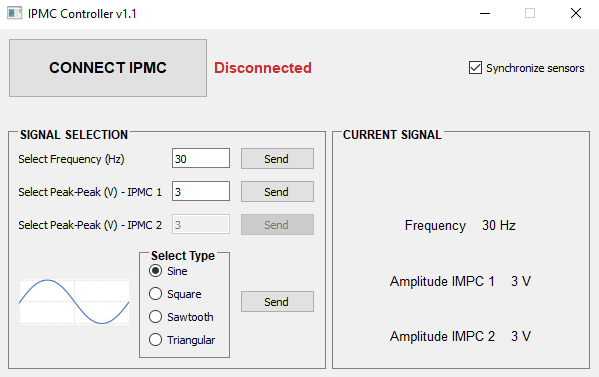 IPMC Controller v1.1
CONNECT IPMC
Disconnected
Synchronize sensors
SIGNAL SELECTION
Select Frequency (Hz) 30 Send
Select Peak-Peak (V) - IPMC 1 3 Send
Select Peak-Peak (V) - IPMC 2 3 Send
Select Type
Sine
Square
Sawtooth
Triangular
Send
CURRENT SIGNAL
Frequency 30 Hz
Amplitude IMPC 1 3 V
Amplitude IMPC 2 3 V